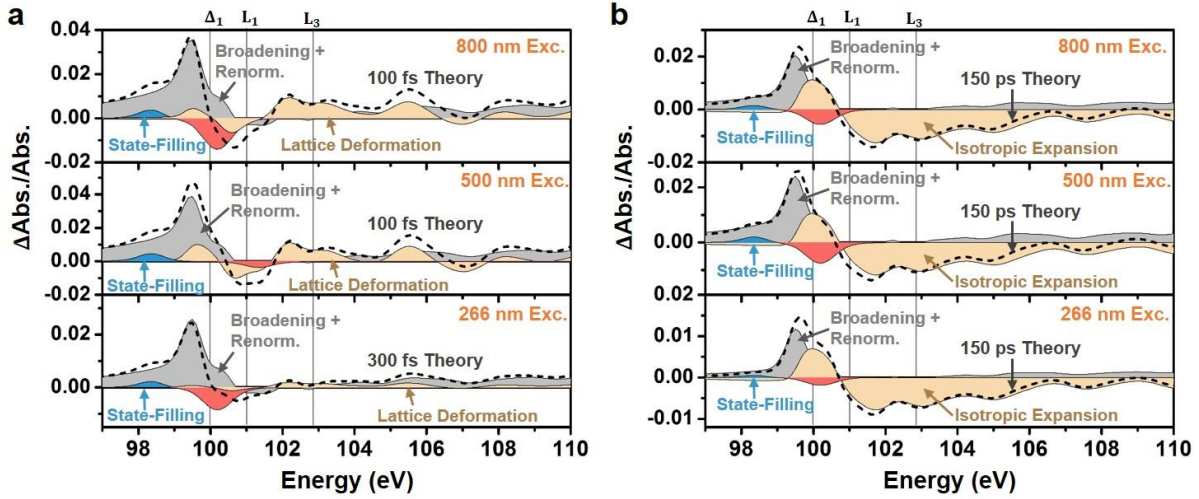 a
Δ₁ L₁ L₃
0.04
0.02
0.00
-0.02
0.04
0.02
0.00
-0.02
0.02
0.00
ΔAbs./Abs.
800 nm Exc.
Broadening +
Renorm.
100 fs Theory
State-Filling
Lattice Deformation
500 nm Exc.
Broadening +
Renorm.
100 fs Theory
State-Filling
Lattice Deformation
266 nm Exc.
Broadening +
Renorm.
300 fs Theory
State-Filling
Lattice Deformation
98 100 102 104 106 108 110
Energy (eV)
b
Δ₁ L₁ L₃
0.02
0.00
-0.02
0.02
0.00
-0.02
0.01
0.00
-0.01
ΔAbs./Abs.
800 nm Exc.
Broadening +
Renorm.
150 ps Theory
State-Filling
Isotropic Expansion
500 nm Exc.
Broadening +
Renorm.
150 ps Theory
State-Filling
Isotropic Expansion
266 nm Exc.
Broadening +
Renorm.
150 ps Theory
State-Filling
Isotropic Expansion
98 100 102 104 106 108 110
Energy (eV)